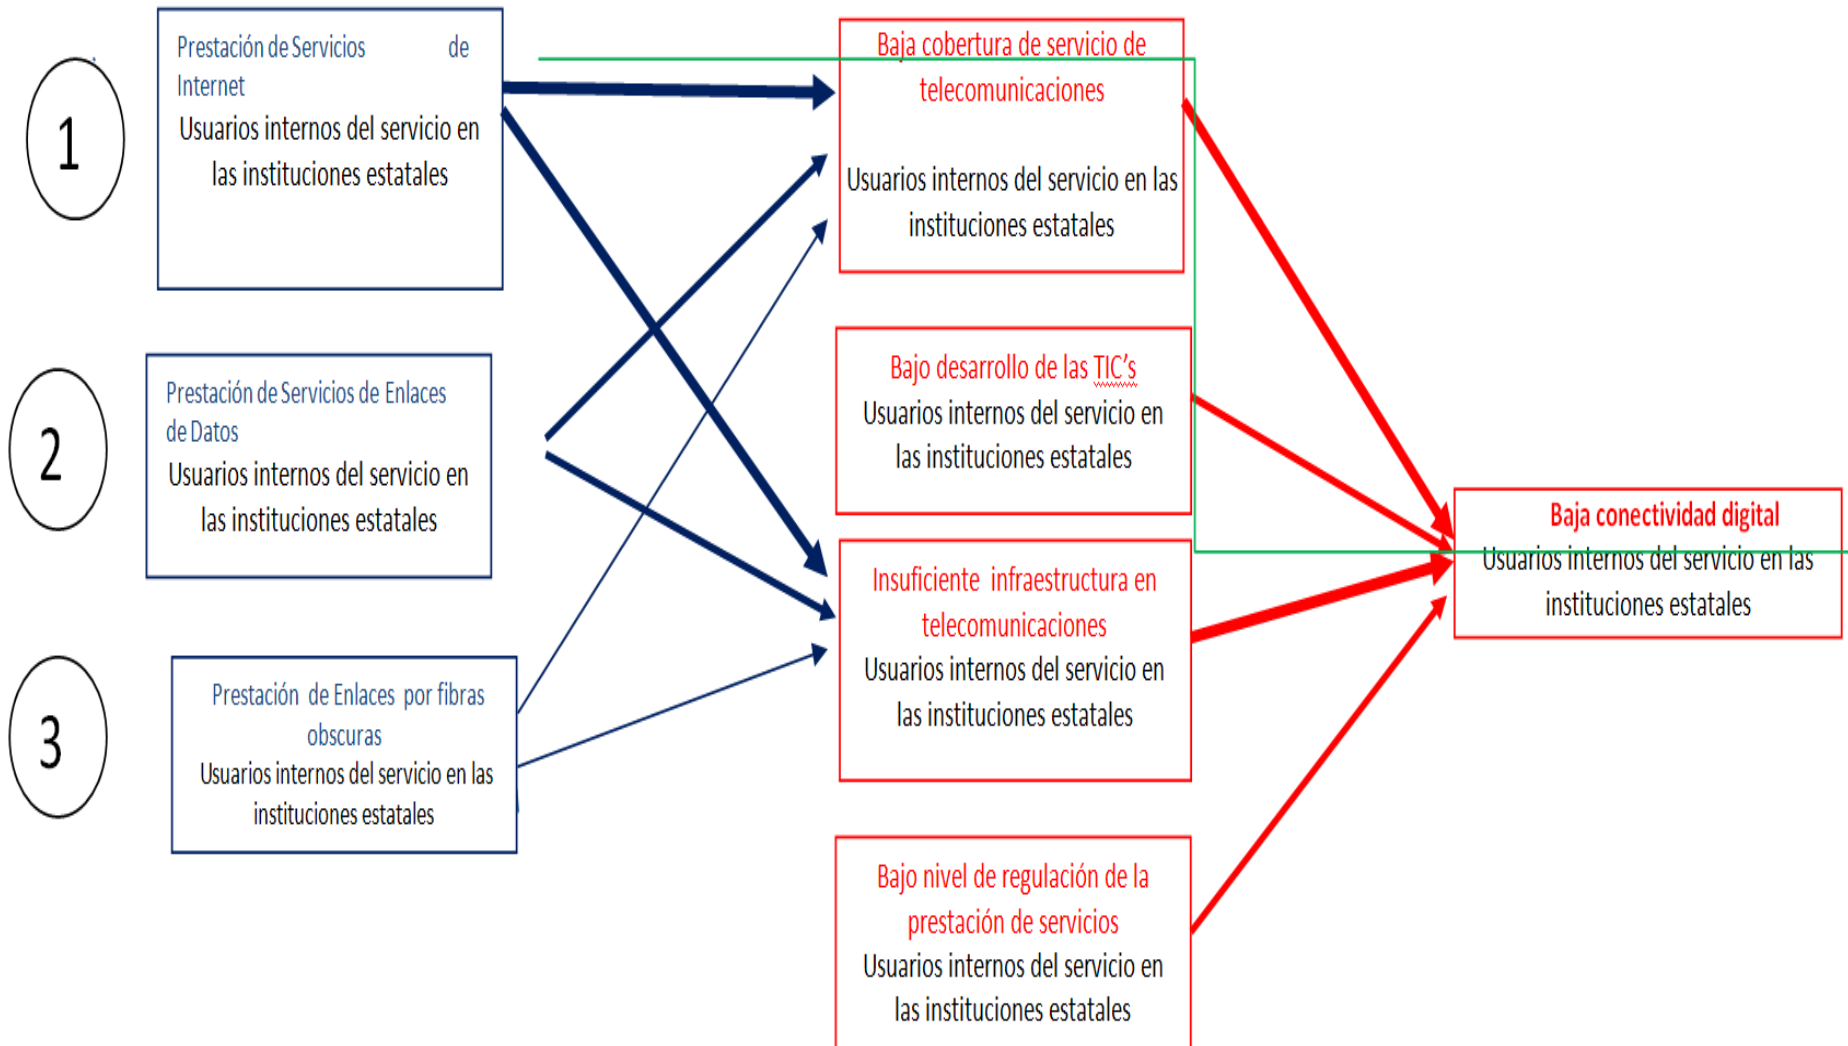 1
Prestación de Servicios de
Internet
Usuarios internos del servicio en
las instituciones estatales
2
Prestación de Servicios de Enlaces
de Datos
Usuarios internos del servicio en
las instituciones estatales
3
Prestación de Enlaces por fibras
obscuras
Usuarios internos del servicio en las
instituciones estatales
Baja cobertura de servicio de
telecomunicaciones
Usuarios internos del servicio en las
instituciones estatales
Bajo desarrollo de las TIC’s
Usuarios internos del servicio en
las instituciones estatales
Insuficiente infraestructura en
telecomunicaciones
Usuarios internos del servicio en
las instituciones estatales
Bajo nivel de regulación de la
prestación de servicios
Usuarios internos del servicio en
las instituciones estatales
Baja conectividad digital
Usuarios internos del servicio en las
instituciones estatales